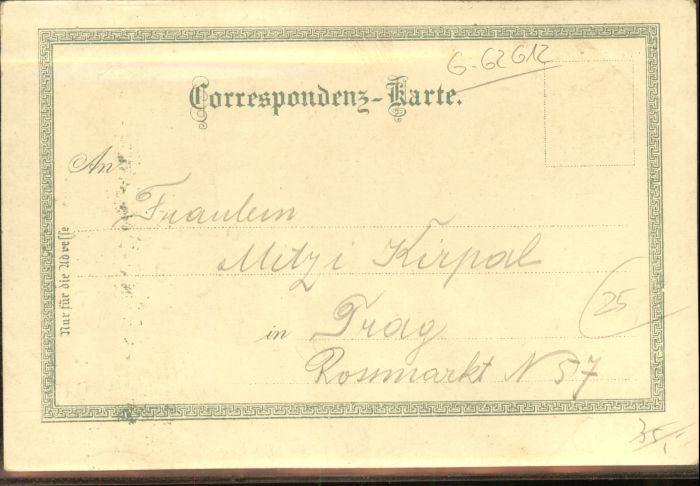 G-62612
Correspondenz-Karte.
An
Fraulein
Mitzi Kirpal
in Prag
Rossmarkt N 57
Nur für die Adresse
25
35,-